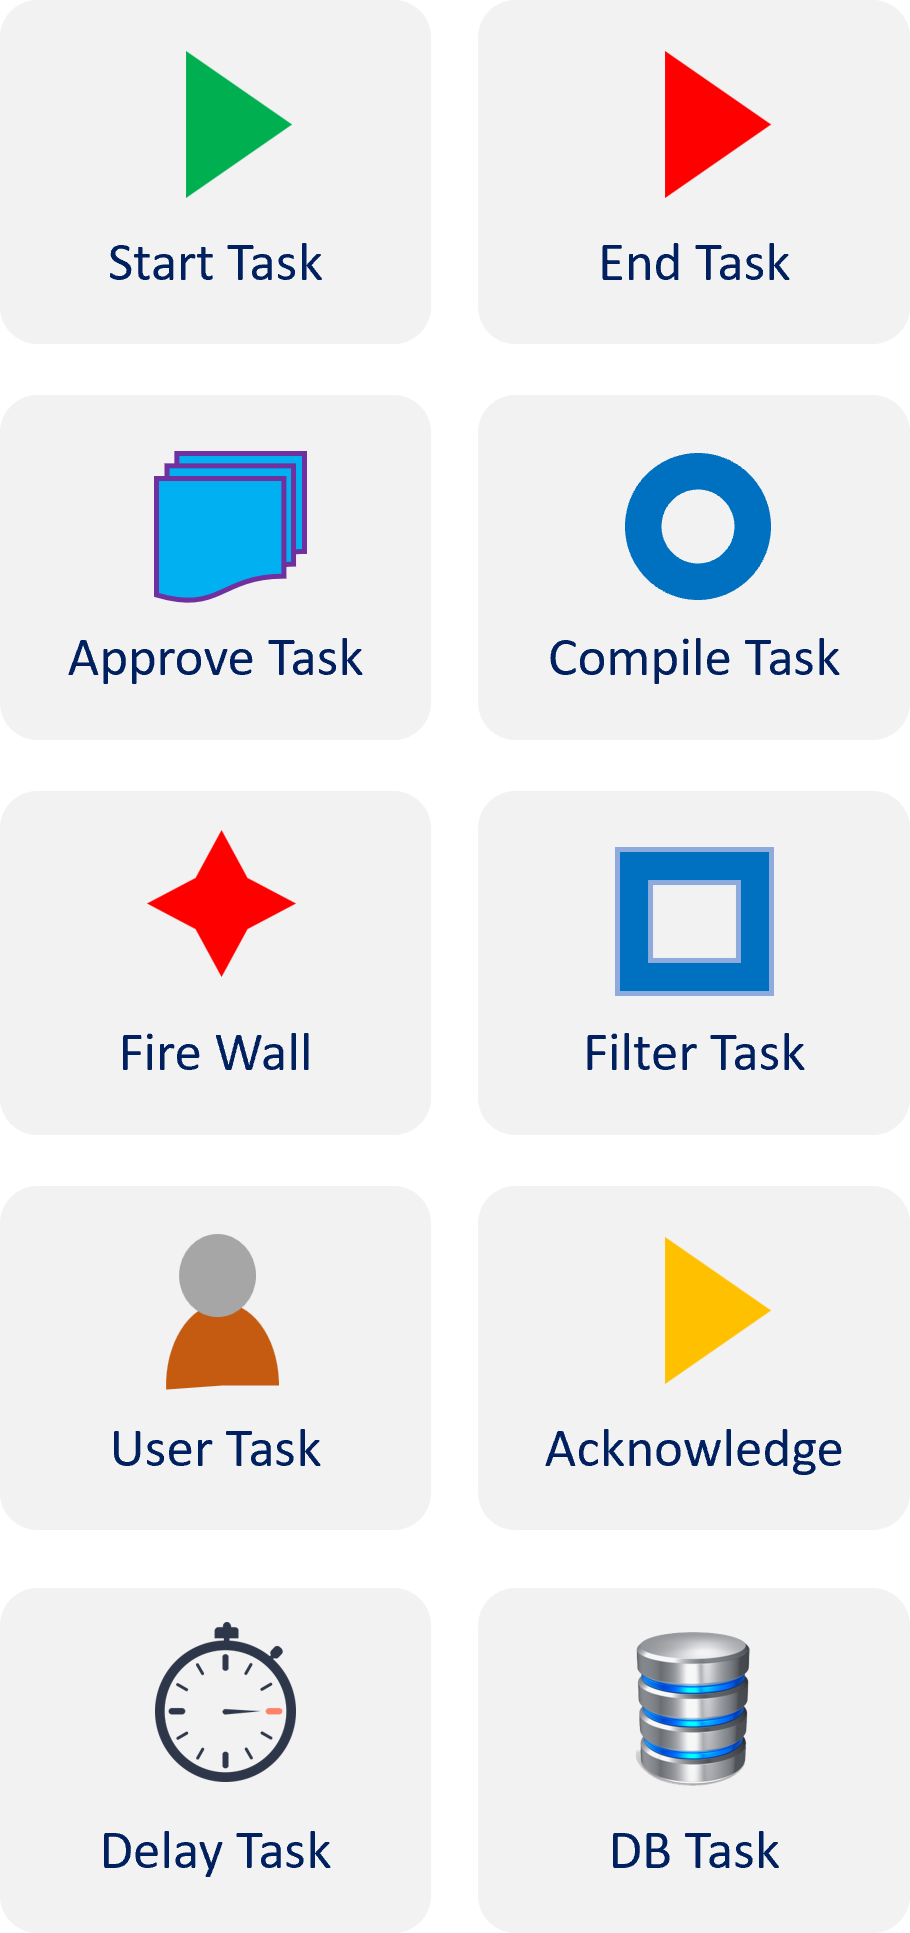 Start Task
End Task
Approve Task
Compile Task
Fire Wall
Filter Task
User Task
Acknowledge
Delay Task
DB Task